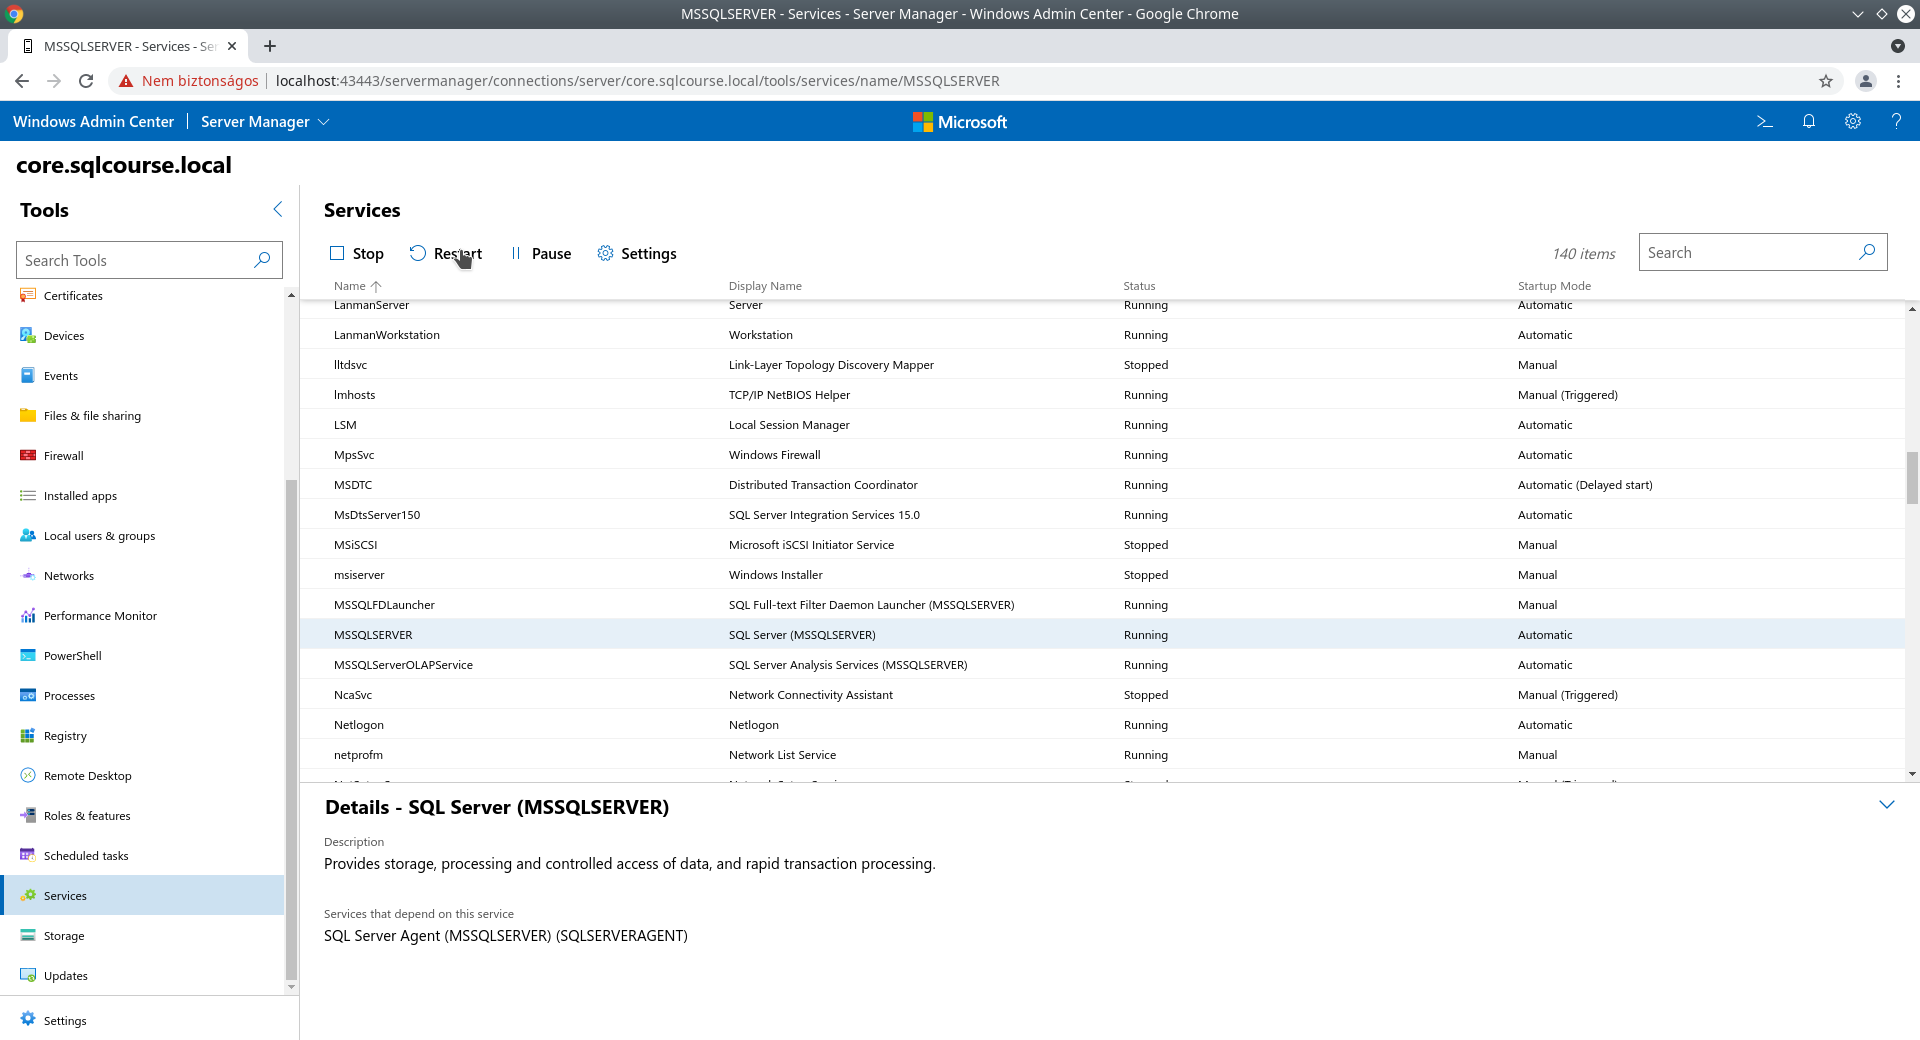 MSSQLSERVER - Services - Server Manager - Windows Admin Center - Google Chrome
MSSQLSERVER - Services - Ser
Nem biztonságos localhost:43443/servermanager/connections/server/core.sqlcourse.local/tools/services/name/MSSQLSERVER
Windows Admin Center Server Manager Microsoft
core.sqlcourse.local
Tools
Search Tools
Certificates
Devices
Events
Files & file sharing
Firewall
Installed apps
Local users & groups
Networks
Performance Monitor
PowerShell
Processes
Registry
Remote Desktop
Roles & features
Scheduled tasks
Services
Storage
Updates
Settings
Services
Stop Restart Pause Settings 140 items Search
Name Display Name Status Startup Mode
LanmanServer Server Running Automatic
LanmanWorkstation Workstation Running Automatic
lltdsvc Link-Layer Topology Discovery Mapper Stopped Manual
lmhosts TCP/IP NetBIOS Helper Running Manual (Triggered)
LSM Local Session Manager Running Automatic
MpsSvc Windows Firewall Running Automatic
MSDTC Distributed Transaction Coordinator Running Automatic (Delayed start)
MsDtsServer150 SQL Server Integration Services 15.0 Running Automatic
MSiSCSI Microsoft iSCSI Initiator Service Stopped Manual
msiserver Windows Installer Stopped Manual
MSSQLFDLauncher SQL Full-text Filter Daemon Launcher (MSSQLSERVER) Running Manual
MSSQLSERVER SQL Server (MSSQLSERVER) Running Automatic
MSSQLServerOLAPService SQL Server Analysis Services (MSSQLSERVER) Running Automatic
NcaSvc Network Connectivity Assistant Stopped Manual (Triggered)
Netlogon Netlogon Running Automatic
netprofm Network List Service Running Manual
Details - SQL Server (MSSQLSERVER)
Description
Provides storage, processing and controlled access of data, and rapid transaction processing.
Services that depend on this service
SQL Server Agent (MSSQLSERVER) (SQLSERVERAGENT)